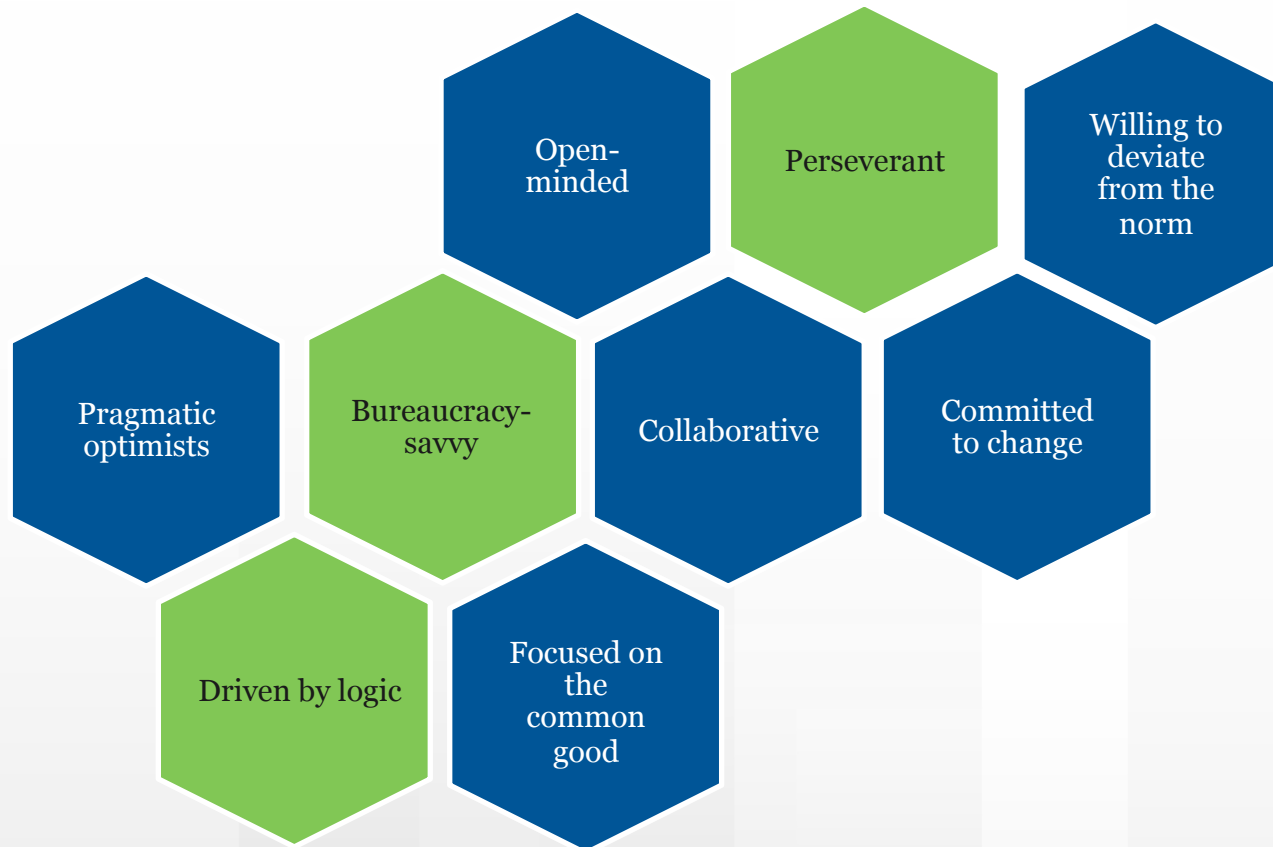 Open-
minded
Perseverant
Willing to
deviate
from the
norm
Pragmatic
optimists
Bureaucracy-
savvy
Collaborative
Committed
to change
Driven by logic
Focused on
the
common
good